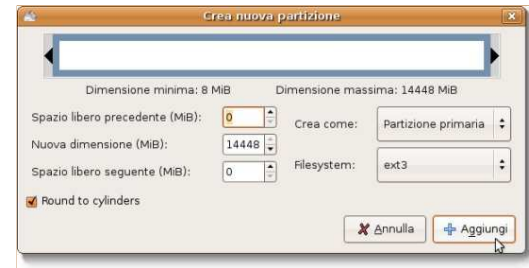 Crea nuova partizione
Dimensione minima: 8 MiB Dimensione massima: 14448 MiB
Spazio libero precedente (MiB): 0
Crea come: Partizione primaria
Nuova dimensione (MiB): 14448
Filesystem: ext3
Spazio libero seguente (MiB): 0
Round to cylinders
Annulla Aggiungi